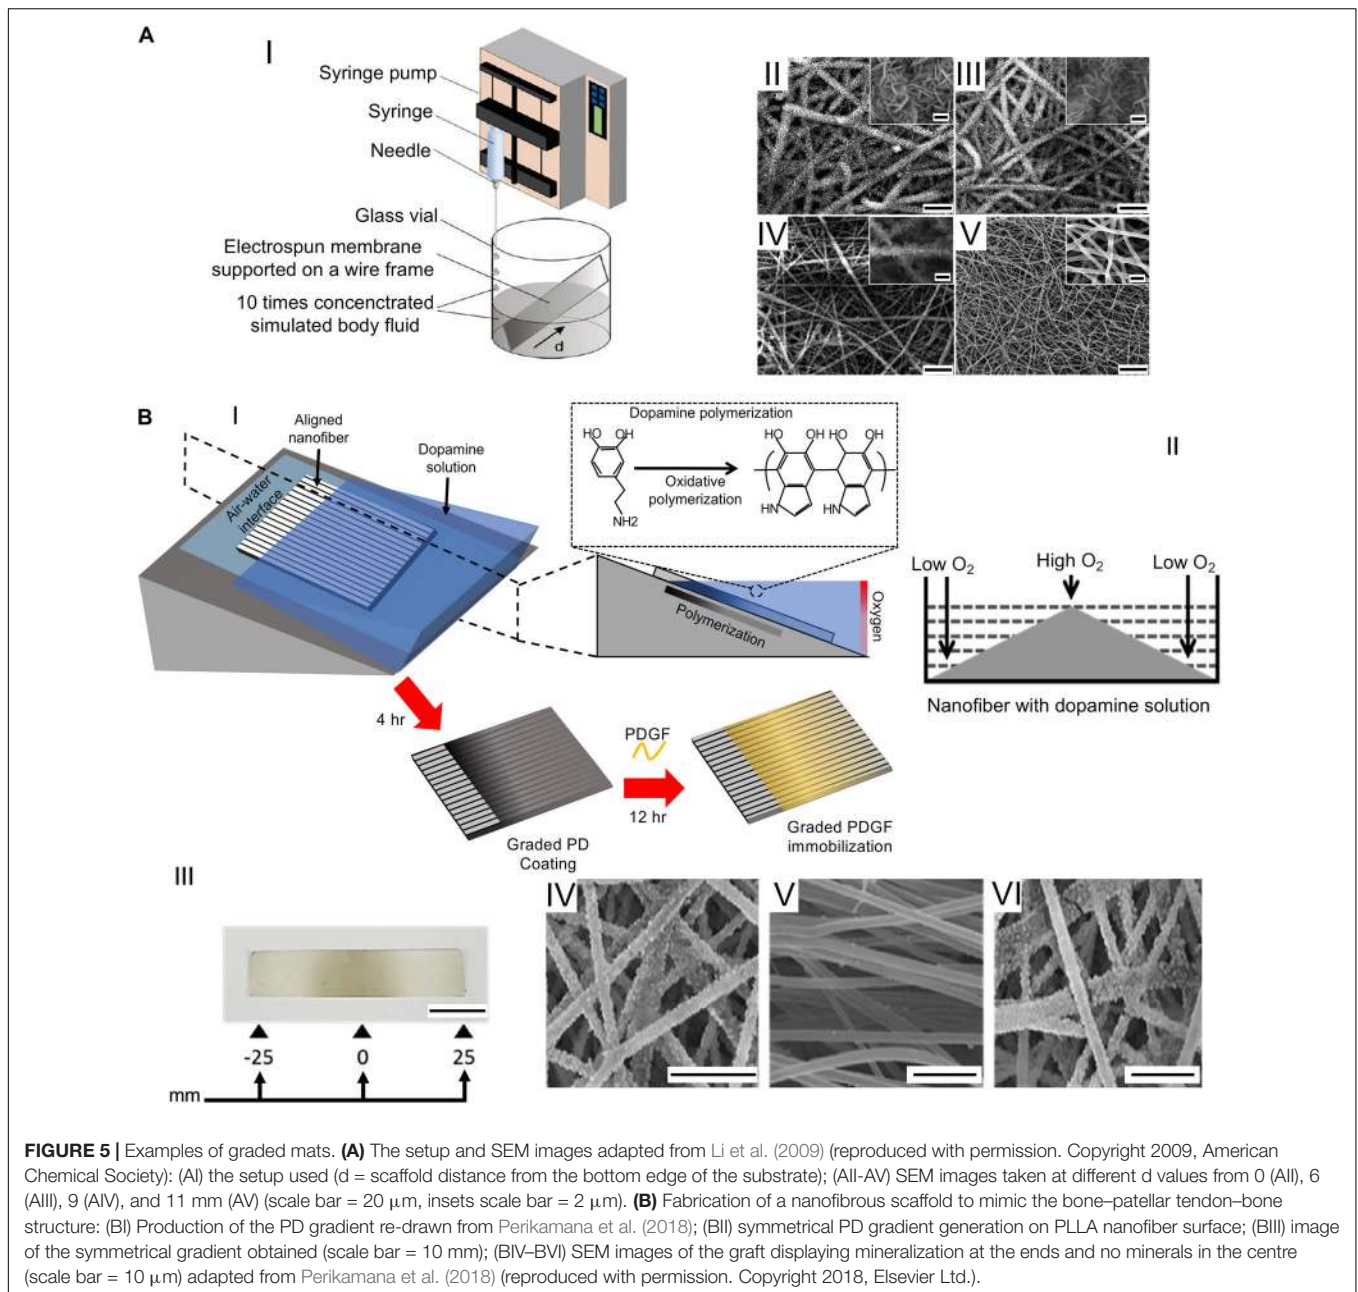 A
I
Syringe pump
Syringe
Needle
Glass vial
Electrospun membrane
supported on a wire frame
10 times concenctrated
simulated body fluid
d
II
III
IV
V
B
I
Aligned
nanofiber
Dopamine
solution
Air-water
interface
Dopamine polymerization
HO
OH
NH2
Oxidative
polymerization
HO
OH
HO
OH
HN
HN
Polymerization
Oxygen
II
Low O2
High O2
Low O2
Nanofiber with dopamine solution
4 hr
PDGF
12 hr
Graded PD
Coating
Graded PDGF
immobilization
III
-25
0
25
mm
IV
V
VI
FIGURE 5 | Examples of graded mats. (A) The setup and SEM images adapted from Li et al. (2009) (reproduced with permission. Copyright 2009, American
Chemical Society): (AI) the setup used (d = scaffold distance from the bottom edge of the substrate); (AII-AV) SEM images taken at different d values from 0 (AII), 6
(AIII), 9 (AIV), and 11 mm (AV) (scale bar = 20 μm, insets scale bar = 2 μm). (B) Fabrication of a nanofibrous scaffold to mimic the bone–patellar tendon–bone
structure: (BI) Production of the PD gradient re-drawn from Perikamana et al. (2018); (BII) symmetrical PD gradient generation on PLLA nanofiber surface; (BIII) image
of the symmetrical gradient obtained (scale bar = 10 mm); (BIV–BVI) SEM images of the graft displaying mineralization at the ends and no minerals in the centre
(scale bar = 10 μm) adapted from Perikamana et al. (2018) (reproduced with permission. Copyright 2018, Elsevier Ltd.).